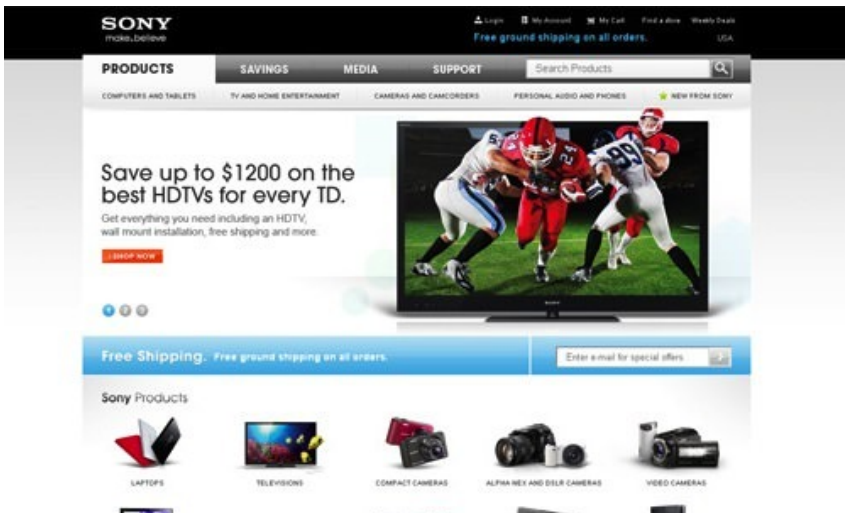 SONY
make.believe
Login My Account My Cart Find a store Weekly Deals
Free ground shipping on all orders. USA
PRODUCTS SAVINGS MEDIA SUPPORT Search Products
COMPUTERS AND TABLETS TV AND HOME ENTERTAINMENT CAMERAS AND CAMCORDERS PERSONAL AUDIO AND PHONES NEW FROM SONY
Save up to $1200 on the
best HDTVs for every TD.
Get everything you need including an HDTV,
wall mount installation, free shipping and more.
SHOP NOW
1 2 3
Free Shipping. Free ground shipping on all orders. Enter e-mail for special offers
Sony Products
LAPTOPS TELEVISIONS COMPACT CAMERAS ALPHA NEX AND DSLR CAMERAS VIDEO CAMERAS